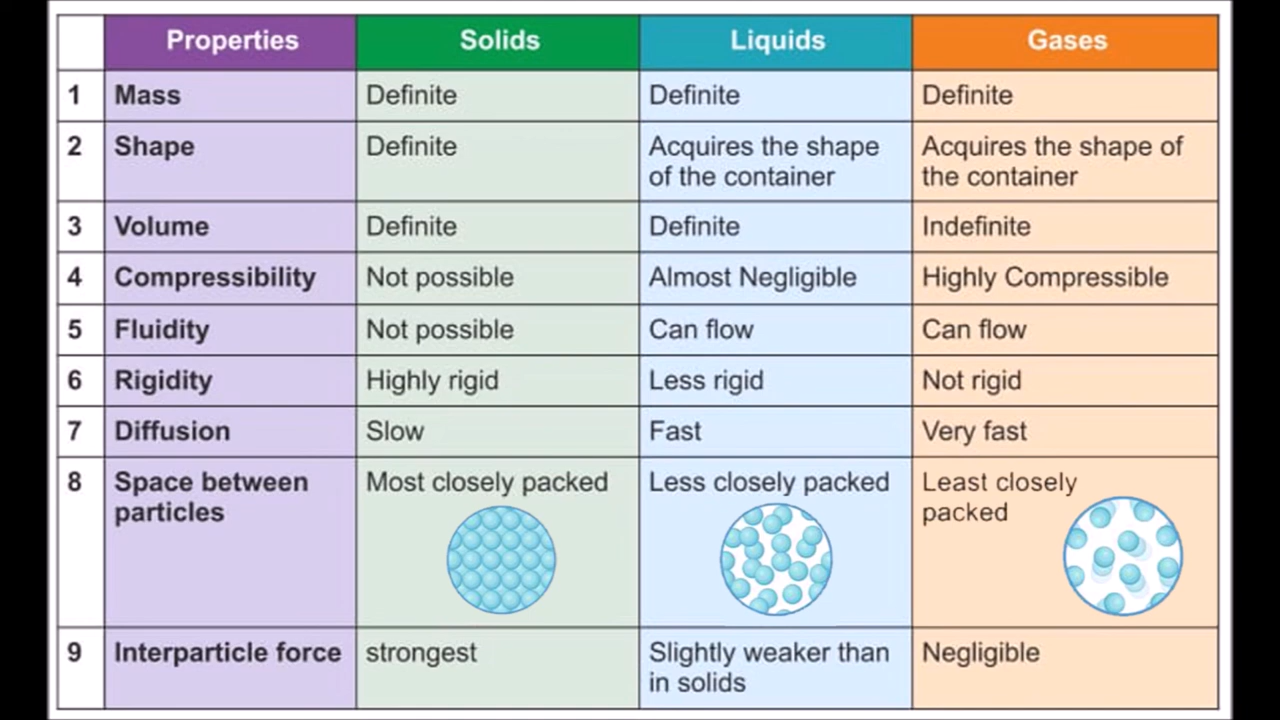 Properties Solids Liquids Gases
1 Mass Definite Definite Definite
2 Shape Definite Acquires the shape Acquires the shape of
of the container the container
3 Volume Definite Definite Indefinite
4 Compressibility Not possible Almost Negligible Highly Compressible
5 Fluidity Not possible Can flow Can flow
6 Rigidity Highly rigid Less rigid Not rigid
7 Diffusion Slow Fast Very fast
8 Space between Most closely packed Less closely packed Least closely
particles packed
9 Interparticle force strongest Slightly weaker than Negligible
in solids